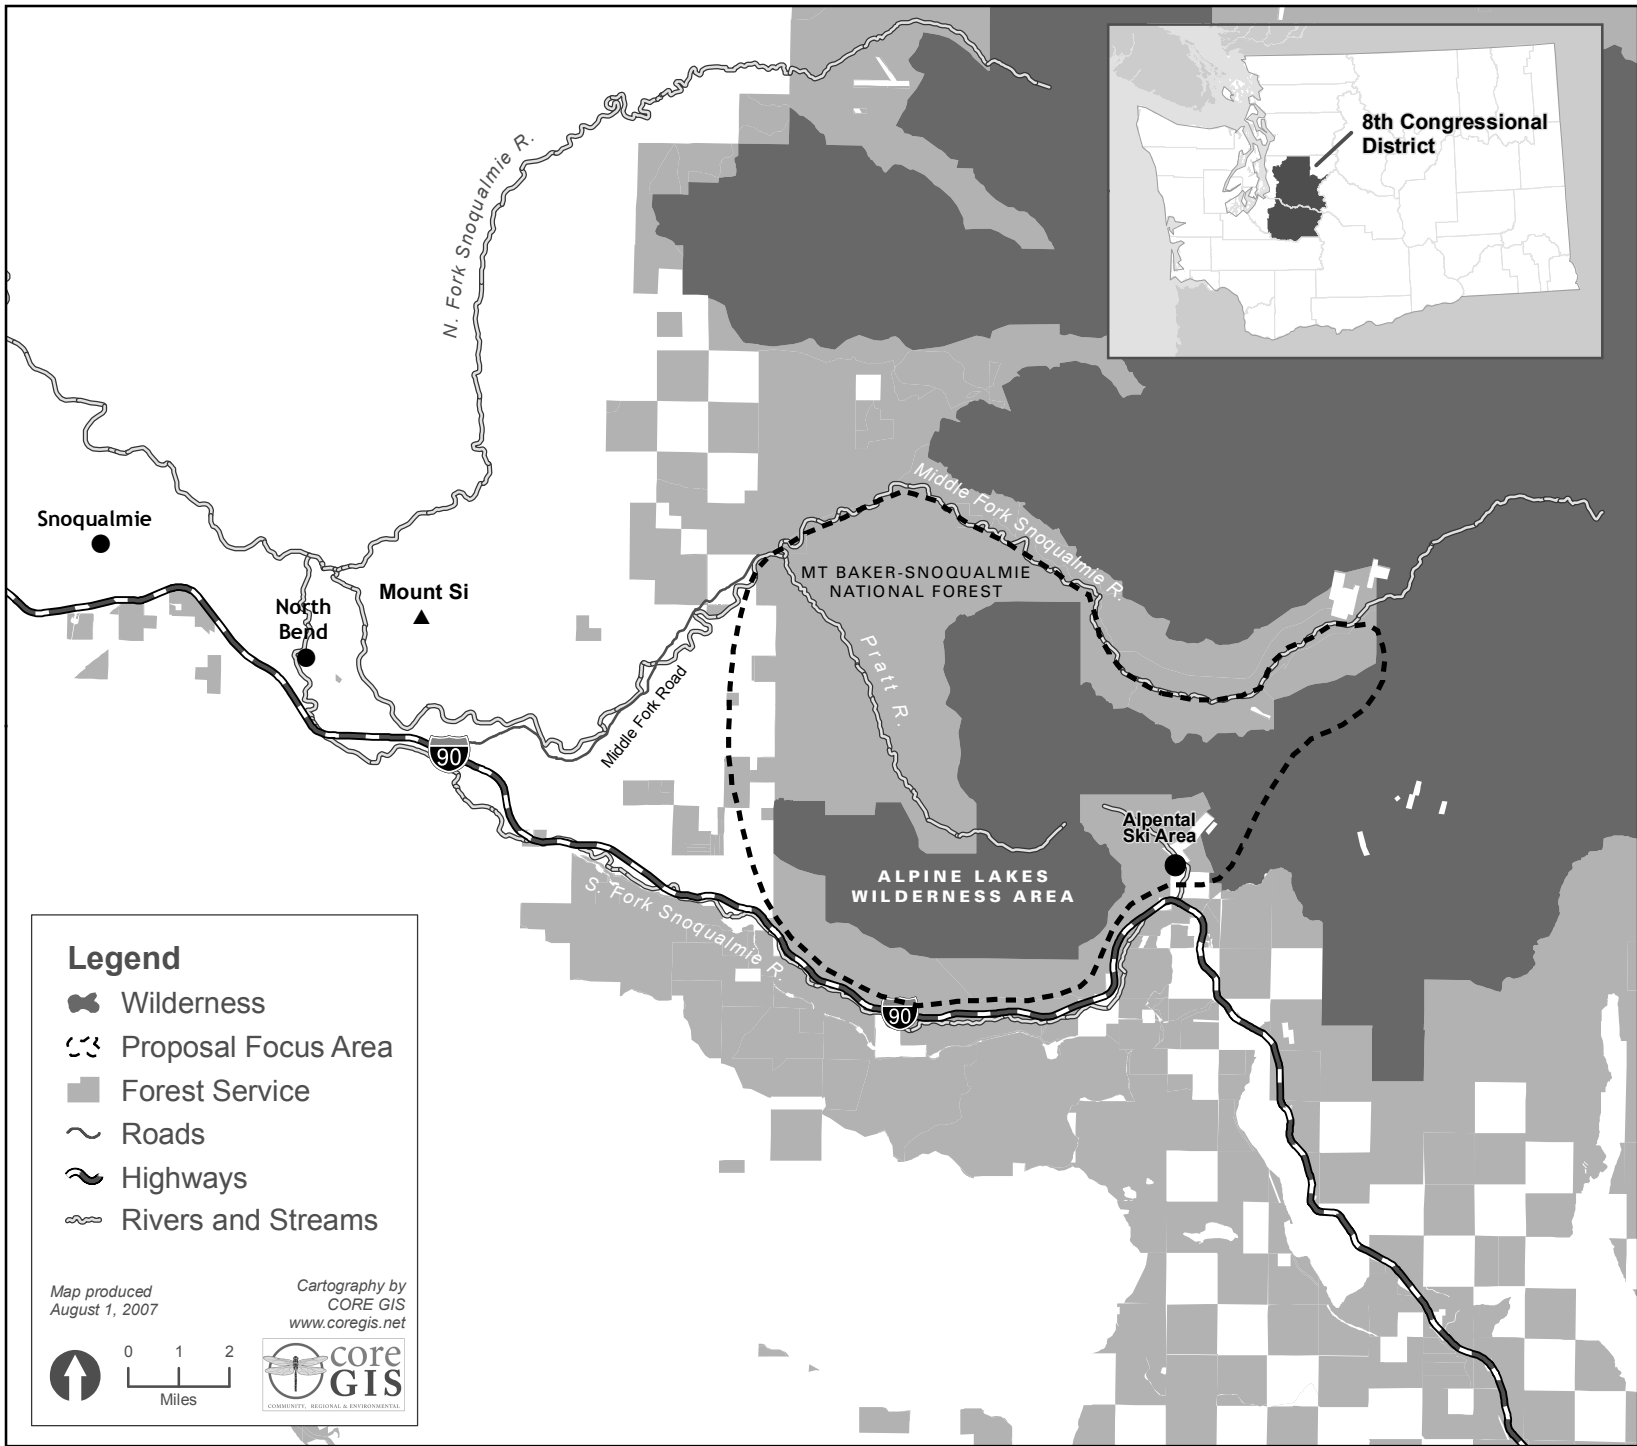 8th Congressional
District
N. Fork Snoqualmie R.
Middle Fork Snoqualmie R.
Snoqualmie
MT BAKER-SNOQUALMIE
NATIONAL FOREST
Mount Si
North
Bend
Pratt R.
Middle Fork Road
90
Alpental
Ski Area
ALPINE LAKES
WILDERNESS AREA
S. Fork Snoqualmie R.
90
Legend
Wilderness
Proposal Focus Area
Forest Service
Roads
Highways
Rivers and Streams
Map produced
August 1, 2007
Cartography by
CORE GIS
www.coregis.net
0 1 2
Miles
core
GIS
COMMUNITY, REGIONAL & ENVIRONMENTAL